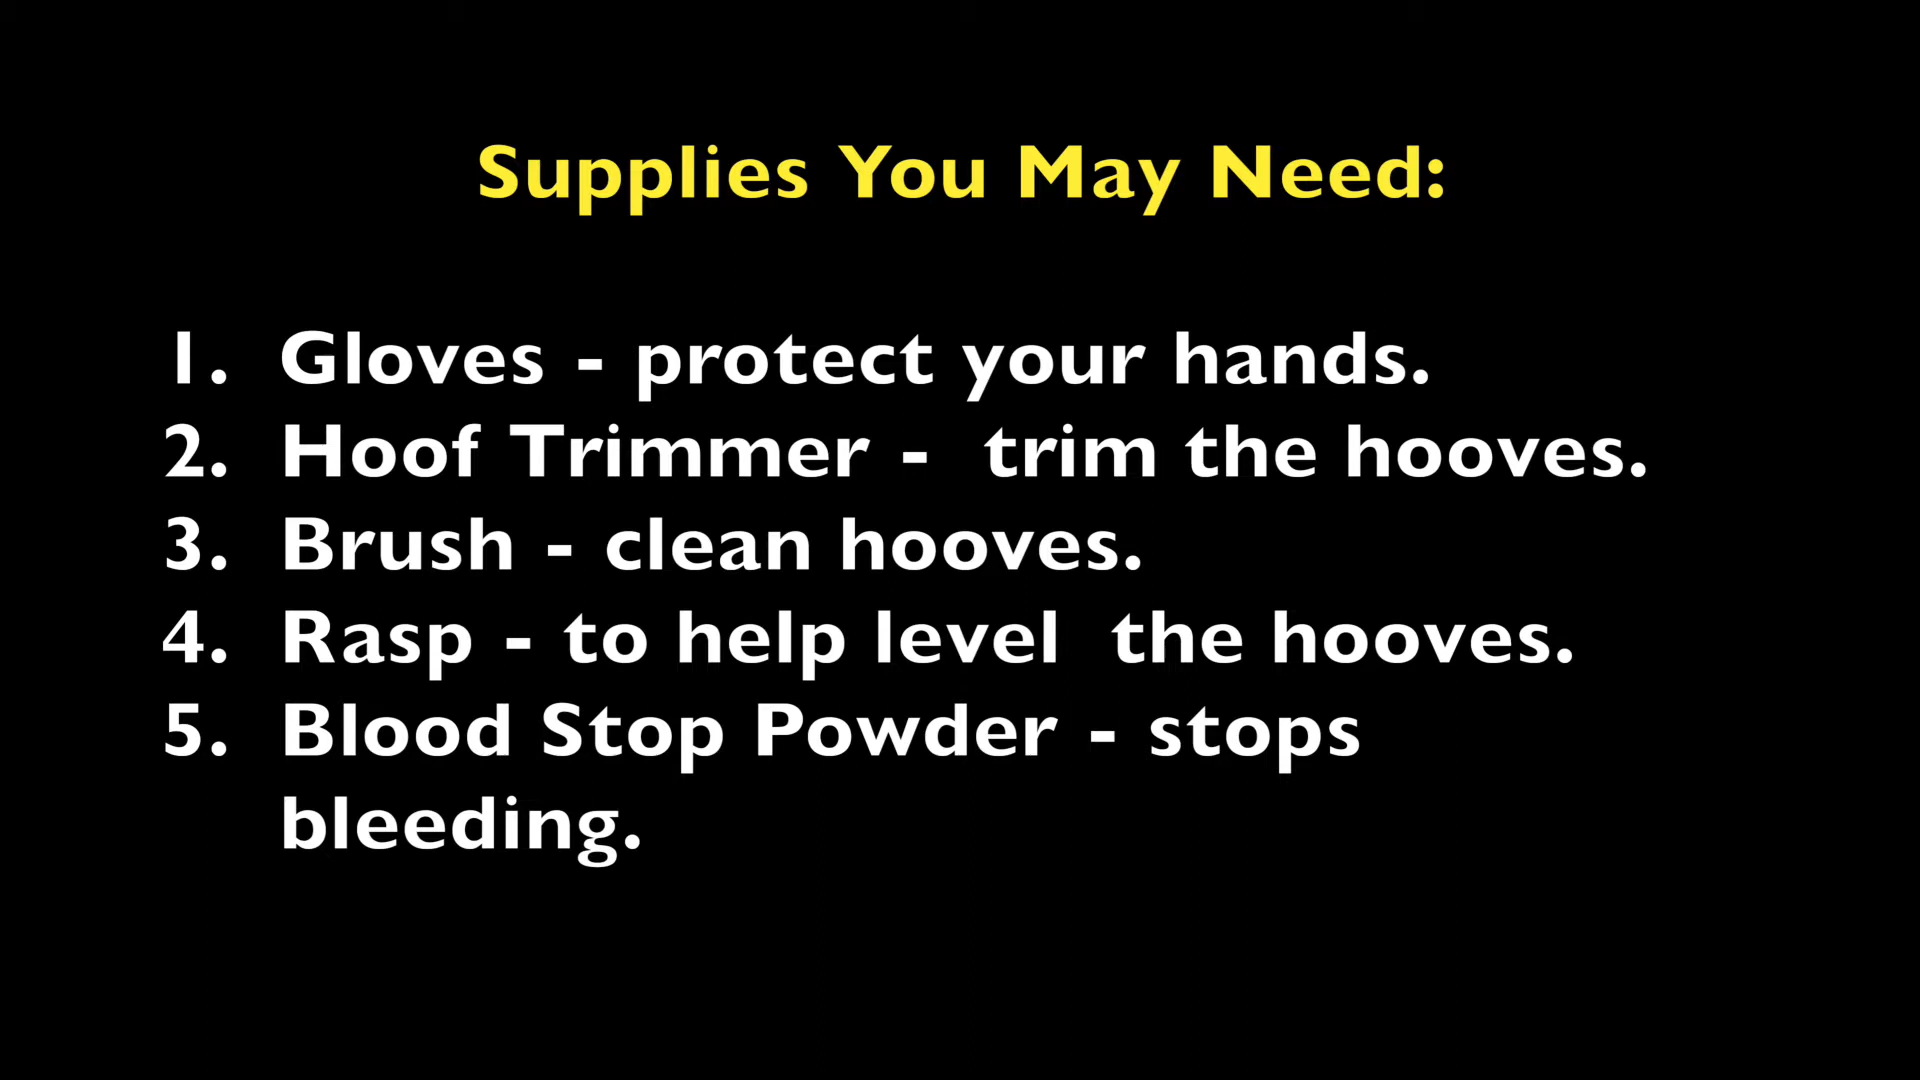 Supplies You May Need:
1. Gloves - protect your hands.
2. Hoof Trimmer -  trim the hooves.
3. Brush - clean hooves.
4. Rasp - to help level  the hooves.
5. Blood Stop Powder - stops
bleeding.